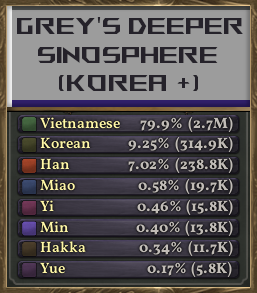 GREY'S DEEPER
SINOSPHERE
(KOREA +)
Vietnamese 79.9% (2.7M)
Korean 9.25% (314.9K)
Han 7.02% (238.8K)
Miao 0.58% (19.7K)
Yi 0.46% (15.8K)
Min 0.40% (13.8K)
Hakka 0.34% (11.7K)
Yue 0.17% (5.8K)